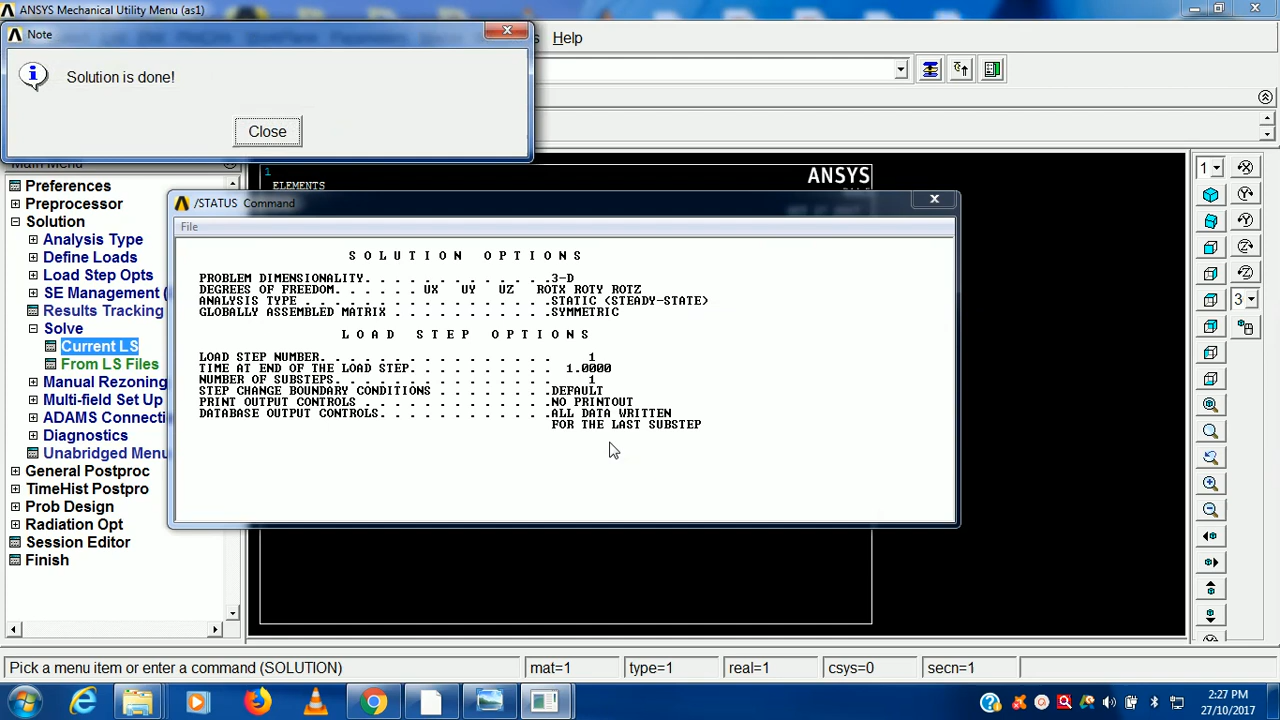 ANSYS Mechanical Utility Menu (as1)
Note
Help
Solution is done!
Close
Main Menu
Preferences
Preprocessor
Solution
Analysis Type
Define Loads
Load Step Opts
SE Management (
Results Tracking
Solve
Current LS
From LS Files
Manual Rezoning
Multi-field Set Up
ADAMS Connecti
Diagnostics
Unabridged Menu
General Postproc
TimeHist Postpro
Prob Design
Radiation Opt
Session Editor
Finish
1
ELEMENTS
ANSYS
/STATUS Command
File
SOLUTION OPTIONS
PROBLEM DIMENSIONALITY. . . . . . . . . . . . .3-D
DEGREES OF FREEDOM. . . . . . UX UY UZ ROTX ROTY ROTZ
ANALYSIS TYPE . . . . . . . . . . . . . . . . .STATIC (STEADY-STATE)
GLOBALLY ASSEMBLED MATRIX . . . . . . . . . . .SYMMETRIC
LOAD STEP OPTIONS
LOAD STEP NUMBER. . . . . . . . . . . . . . . . 1
TIME AT END OF THE LOAD STEP. . . . . . . . . . 1.0000
NUMBER OF SUBSTEPS. . . . . . . . . . . . . . . 1
STEP CHANGE BOUNDARY CONDITIONS . . . . . . . .DEFAULT
PRINT OUTPUT CONTROLS . . . . . . . . . . . . .NO PRINTOUT
DATABASE OUTPUT CONTROLS. . . . . . . . . . . .ALL DATA WRITTEN
FOR THE LAST SUBSTEP
1
3
Pick a menu item or enter a command (SOLUTION)
mat=1
type=1
real=1
csys=0
secn=1
2:27 PM
27/10/2017